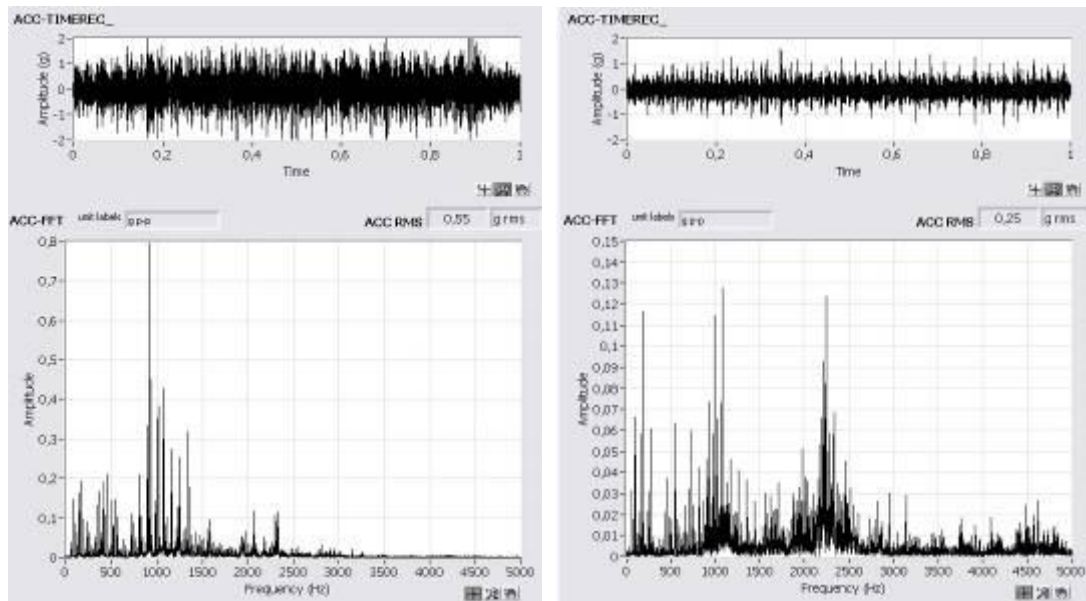 ACC-TIMEREC_
Amplitude (g)
2
1
0
-1
-2
0 0,2 0,4 0,6 0,8 1
Time
ACC-FFT unit labels ACC RMS 0,55 g rms
Amplitude
0,8
0,7
0,6
0,5
0,4
0,3
0,2
0,1
0
0 500 1000 1500 2000 2500 3000 3500 4000 4500 5000
Frequency (Hz)
ACC-TIMEREC_
Amplitude (g)
2
1
0
-1
-2
0 0,2 0,4 0,6 0,8 1
Time
ACC-FFT unit labels ACC RMS 0,25 g rms
Amplitude
0,15
0,14
0,13
0,12
0,11
0,1
0,09
0,08
0,07
0,06
0,05
0,04
0,03
0,02
0,01
0
0 500 1000 1500 2000 2500 3000 3500 4000 4500 5000
Frequency (Hz)